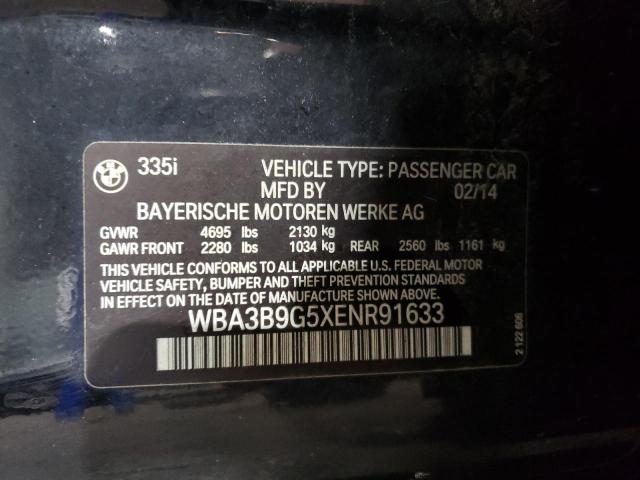 335i VEHICLE TYPE: PASSENGER CAR
MFD BY 02/14
BAYERISCHE MOTOREN WERKE AG
GVWR 4695 lbs 2130 kg
GAWR FRONT 2280 lbs 1034 kg REAR 2560 lbs 1161 kg
THIS VEHICLE CONFORMS TO ALL APPLICABLE U.S. FEDERAL MOTOR
VEHICLE SAFETY, BUMPER AND THEFT PREVENTION STANDARDS
IN EFFECT ON THE DATE OF MANUFACTURE SHOWN ABOVE.
WBA3B9G5XENR91633
2 122 606